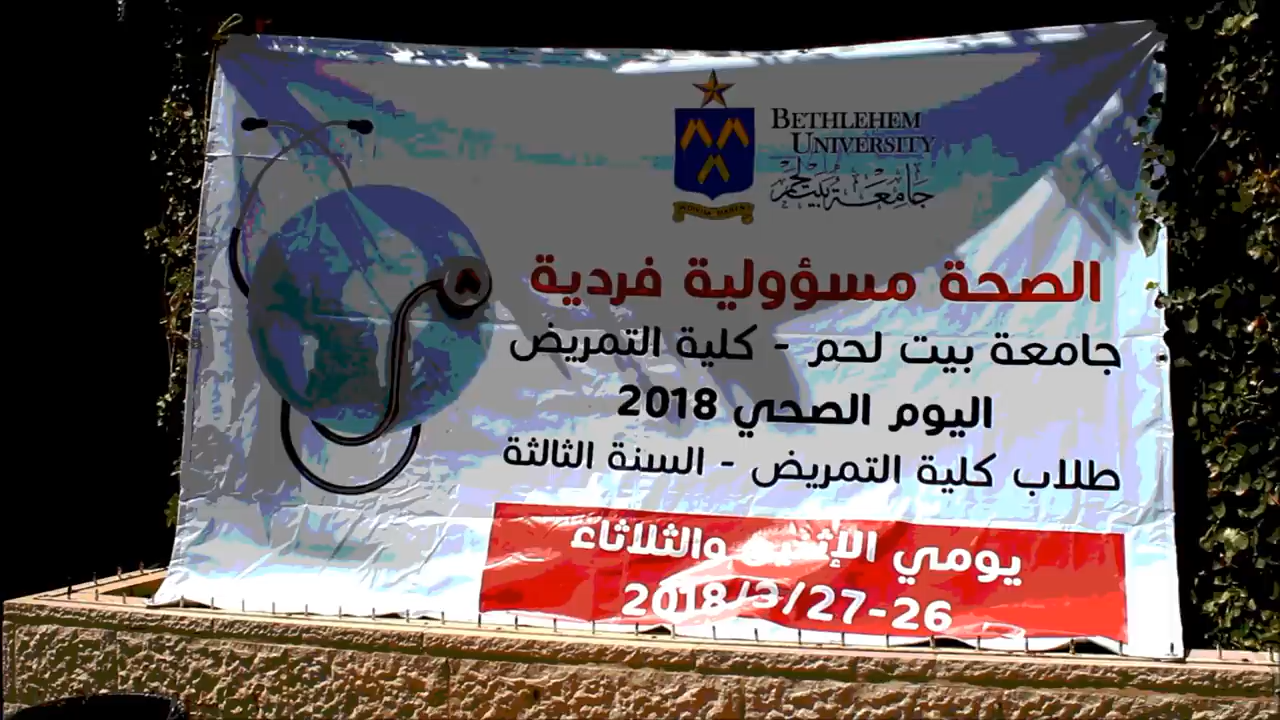 BETHLEHEM
UNIVERSITY
جامعة بيت لحم
الصحة مسؤولية فردية
جامعة بيت لحم - كلية التمريض
اليوم الصحي 2018
طلاب كلية التمريض - السنة الثالثة
يومي الإثنين والثلاثاء
2018/3/27-26